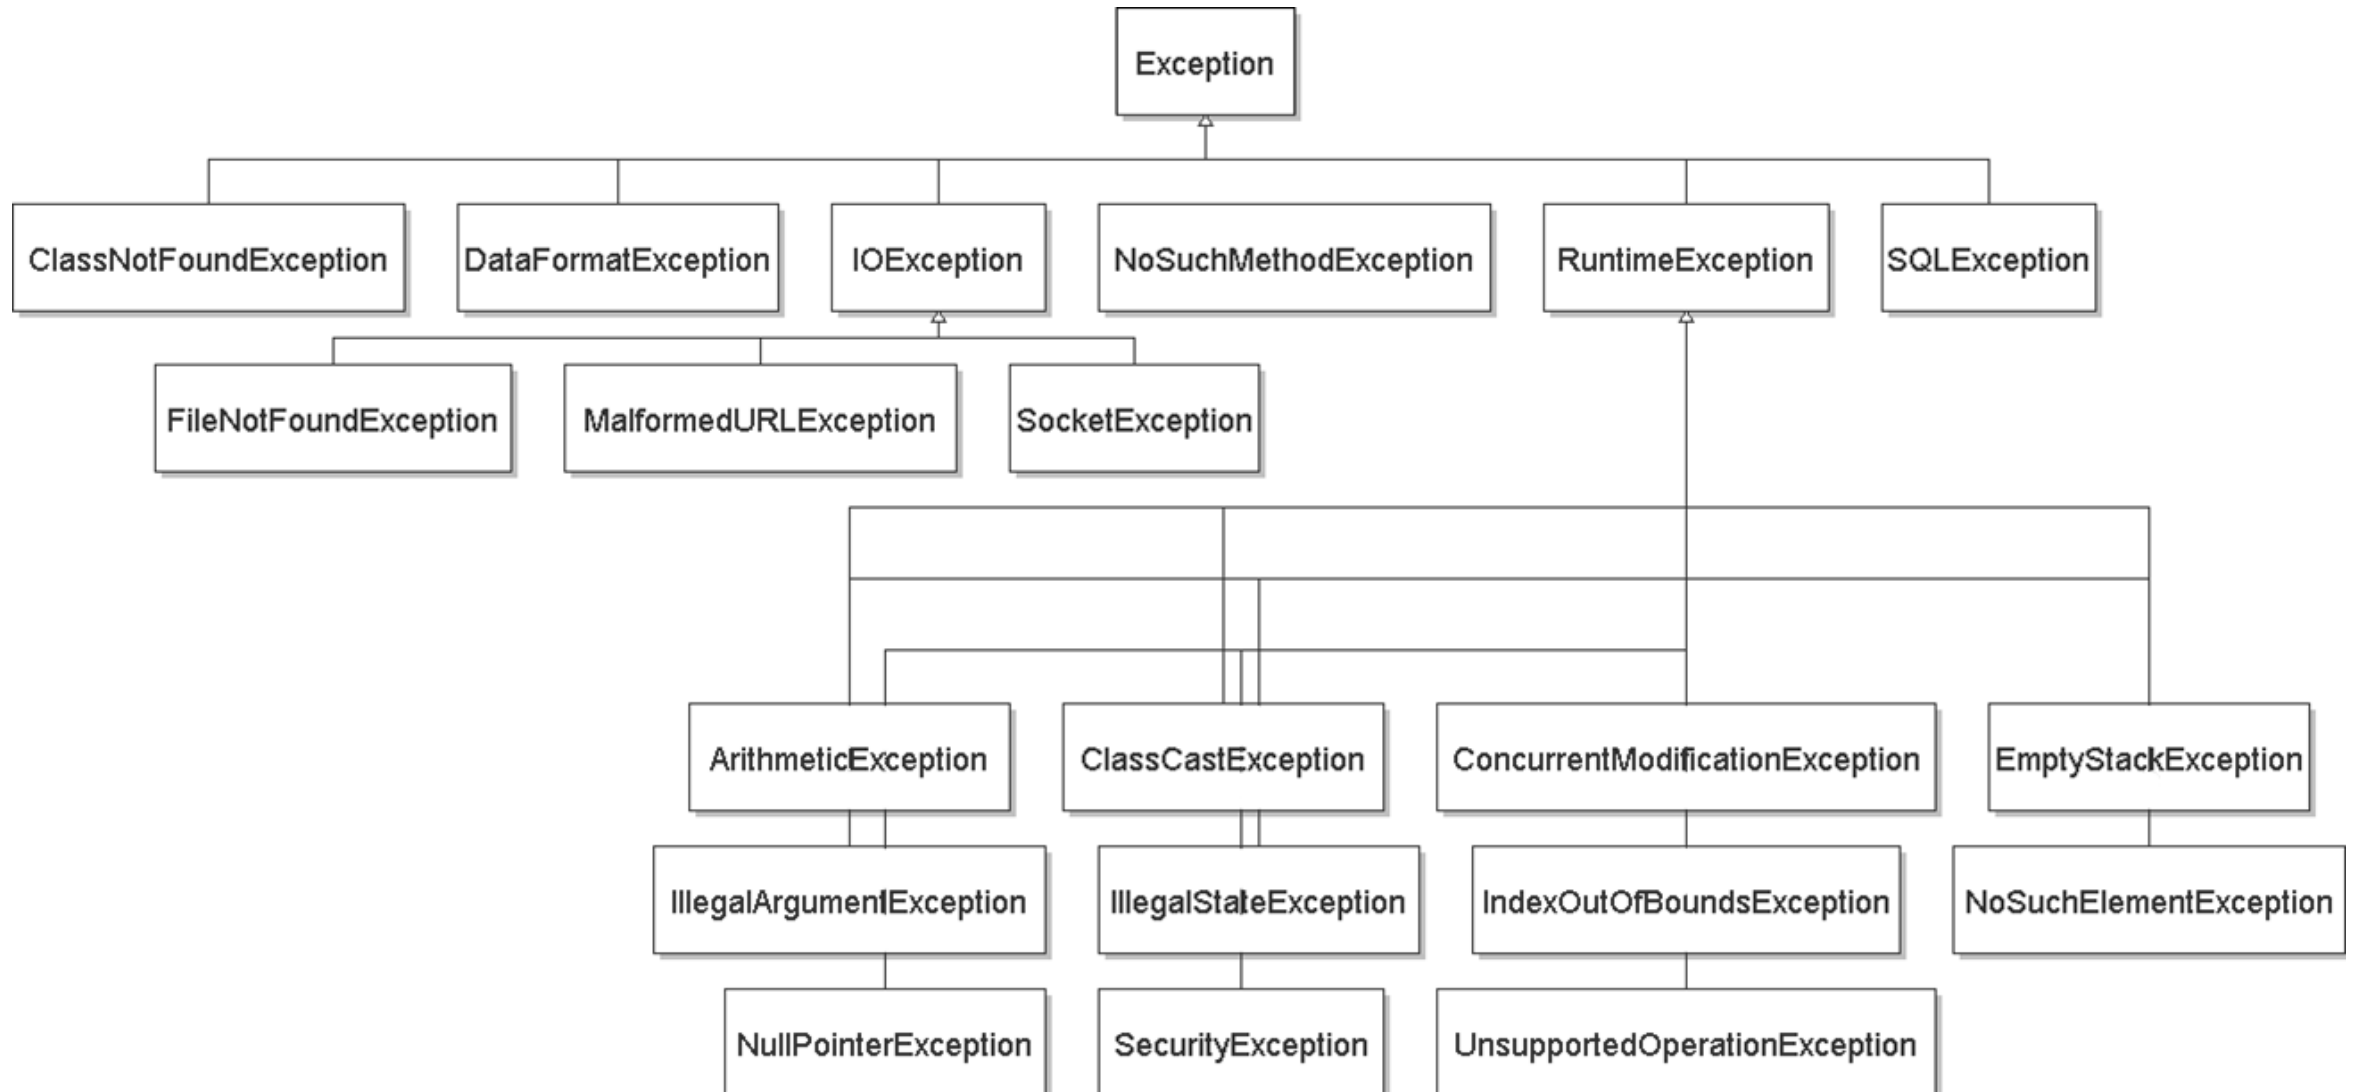 Exception
ClassNotFoundException
DataFormatException
IOException
NoSuchMethodException
RuntimeException
SQLException
FileNotFoundException
MalformedURLException
SocketException
ArithmeticException
ClassCastException
ConcurrentModificationException
EmptyStackException
IllegalArgumentException
IllegalStateException
IndexOutOfBoundsException
NoSuchElementException
NullPointerException
SecurityException
UnsupportedOperationException